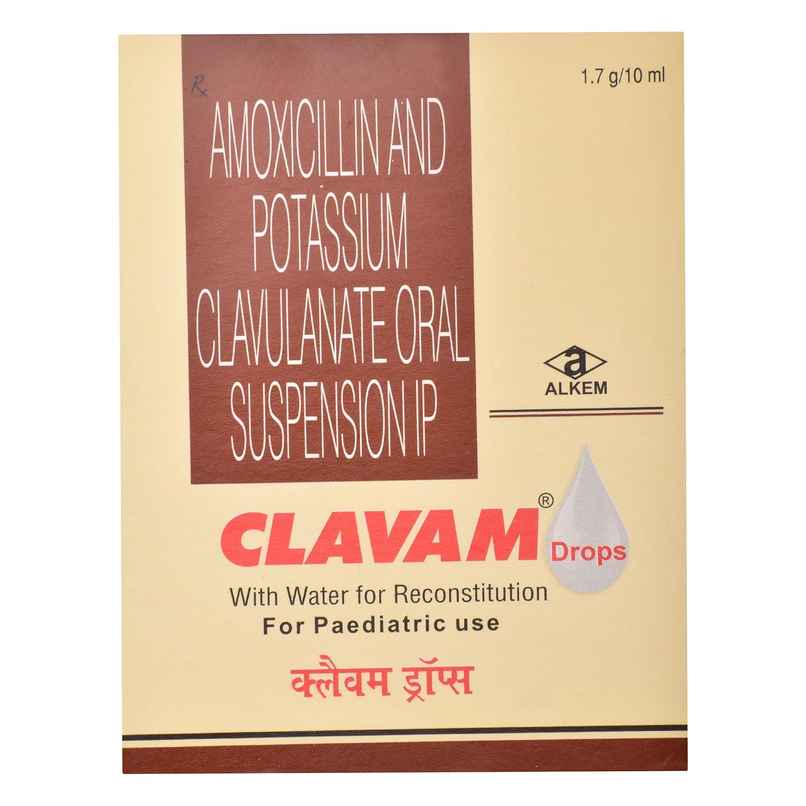 Rx
1.7 g/10 ml
AMOXICILLIN AND
POTASSIUM
CLAVULANATE ORAL
SUSPENSION IP
a
ALKEM
CLAVAM®
Drops
With Water for Reconstitution
For Paediatric use
क्लैवम ड्रॉप्स